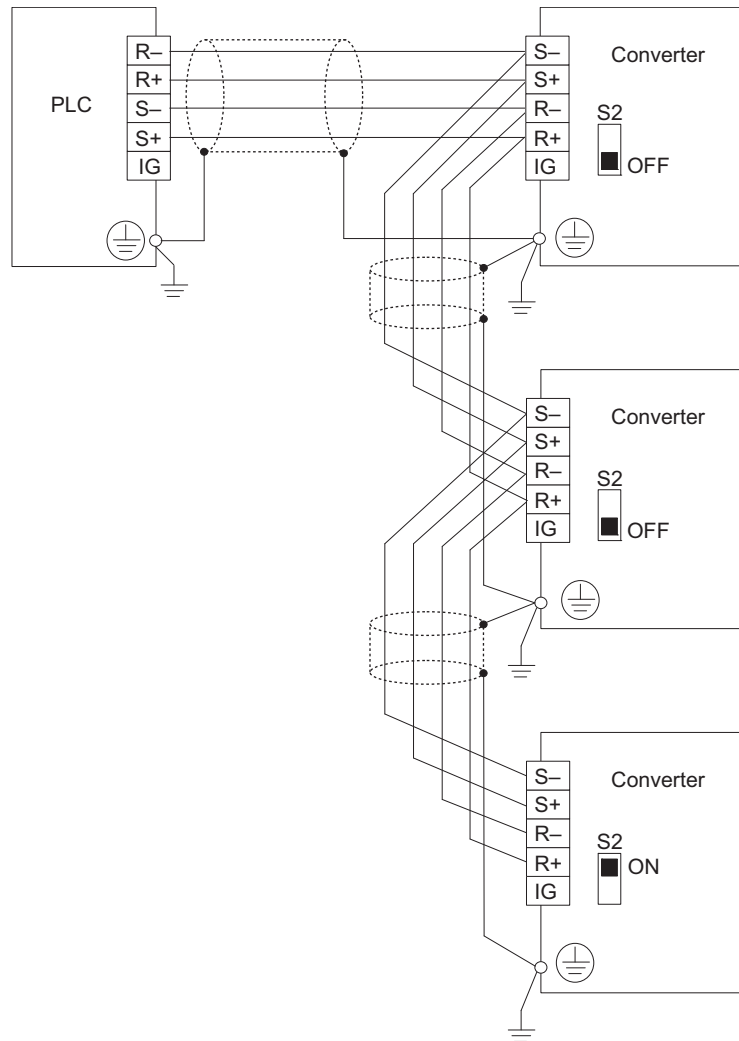 PLC
R–
R+
S–
S+
IG
S–
S+
R–
R+
IG
Converter
S2
OFF
S–
S+
R–
R+
IG
Converter
S2
OFF
S–
S+
R–
R+
IG
Converter
S2
ON